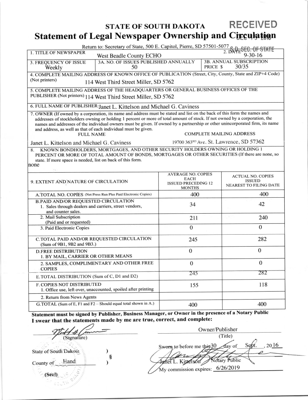 STATE OF SOUTH DAKOTA
RECEIVED
Statement of Legal Newspaper Ownership and Circulation
Return to: Secretary of State, 500 E. Capitol, Pierre, SD 57501-5077
S.D. SEC. OF STATE
1. TITLE OF NEWSPAPER
West Beadle County ECHO
2. DATE
9-30-16
3. FREQUENCY OF ISSUE
Weekly
3A. NO. OF ISSUES PUBLISHED ANNUALLY
50
3B. ANNUAL SUBSCRIPTION
PRICE $ 30/35
4. COMPLETE MAILING ADDRESS OF KNOWN OFFICE OF PUBLICATION (Street, City, County, State and ZIP+4 Code)
(Not printers)
114 West Third Street Miller, SD 5762
5. COMPLETE MAILING ADDRESS OF THE HEADQUARTERS OR GENERAL BUSINESS OFFICES OF THE
PUBLISHER (Not printers) 114 West Third Street Miller, SD 5762
6. FULL NAME OF PUBLISHER Janet L. Kittelson and Michael G. Caviness
7. OWNER (If owned by a corporation, its name and address must be stated and list on the back of this form the names and
addresses of stockholders owning or holding 1 percent or more of total amount of stock. If not owned by a corporation, the
names and addresses of the individual owners must be given. If owned by a partnership or other unincorporated firm, its name
and address, as well as that of each individual must be given.
FULL NAME
COMPLETE MAILING ADDRESS
Janet L. Kittelson and Michael G. Caviness
St. Lawrence, SD 57362
8. KNOWN BONDHOLDERS, MORTGAGES, AND OTHER SECURITY HOLDERS OWNING OR HOLDING 1
PERCENT OR MORE OF TOTAL AMOUNT OF BONDS, MORTGAGES OR OTHER SECURITIES (If there are none, so
state. If more space is needed, list on back of this form.
none
9. EXTENT AND NATURE OF CIRCULATION
AVERAGE NO. COPIES
EACH
ISSUED PRECEDING 12
MONTHS
ACTUAL NO. COPIES
ISSUED
NEAREST TO FILING DATE
A. TOTAL NO. COPIES (Net Press Run Plus Paid Electronic Copies)
400
400
B. PAID AND/OR REQUESTED CIRCULATION
1. Sales through dealers and carriers, street vendors,
and counter sales.
34
42
2. Mail Subscription
(Paid and or requested)
211
240
3. Paid Electronic Copies
0
0
C. TOTAL PAID AND/OR REQUESTED CIRCULATION
(Sum of 9B1, 9B2 and 9B3.)
245
282
D. FREE DISTRIBUTION
1. BY MAIL, CARRIER OR OTHER MEANS
0
0
2. SAMPLES, COMPLIMENTARY AND OTHER FREE
COPIES
0
0
E. TOTAL DISTRIBUTION (Sum of C, D1 and D2)
245
282
F. COPIES NOT DISTRIBUTED
1. Office use, left over, unaccounted, spoiled after printing
155
118
2. Return from News Agents
G. TOTAL (Sum of E, F1 and F2 - Should equal total shown in A.)
400
400
Statement must be signed by Publisher, Business Manager, or Owner in the presence of a Notary Public
I swear that the statements made by me are true, correct, and complete:
(Signature)
Owner/Publisher
(Title)
State of South Dakota )
County of Hand )
(Seal)
Sworn to before me this 30 day of Sept. 2016
Janet L. Kittelson
Notary Public
My commission expires: 6/26/2019